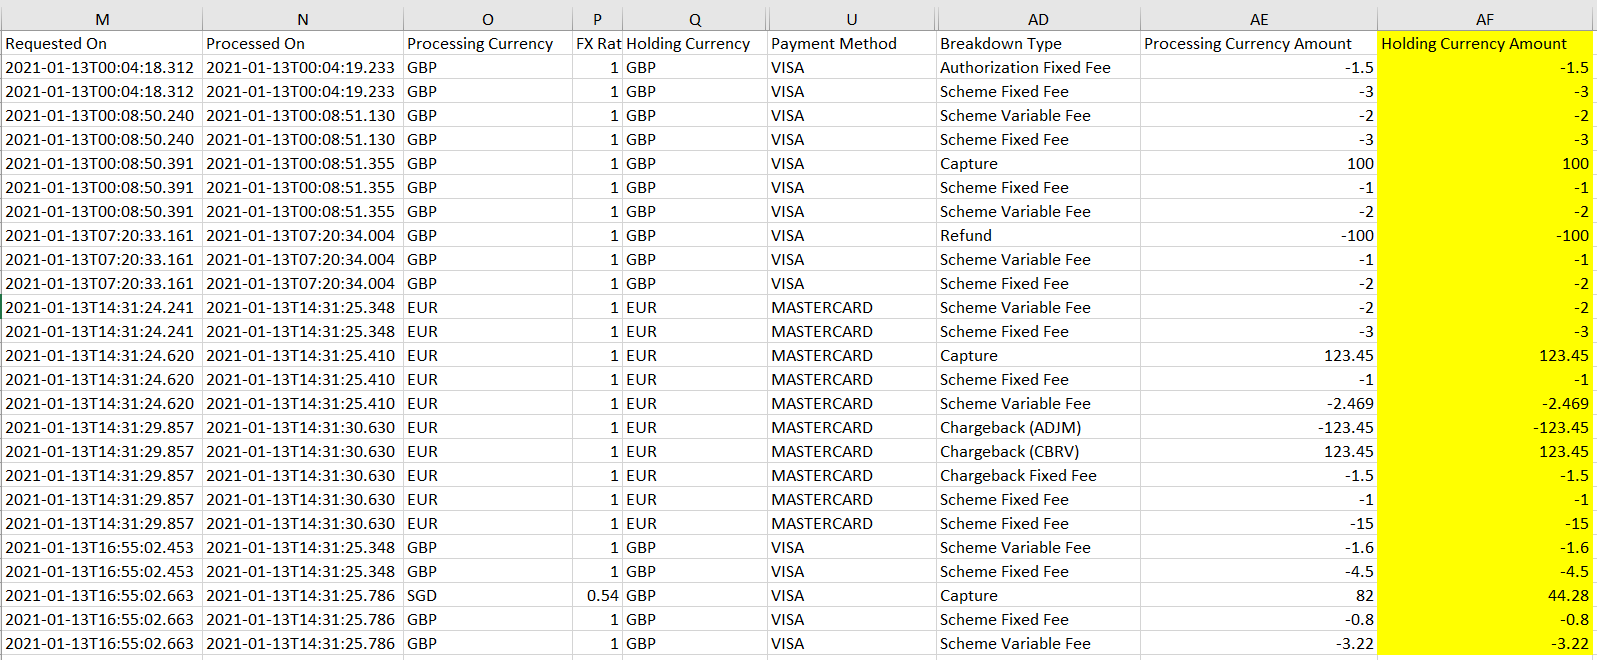 M N O P Q U AD AE AF
Requested On Processed On Processing Currency FX Rat Holding Currency Payment Method Breakdown Type Processing Currency Amount Holding Currency Amount
2021-01-13T00:04:18.312 2021-01-13T00:04:19.233 GBP 1 GBP VISA Authorization Fixed Fee -1.5 -1.5
2021-01-13T00:04:18.312 2021-01-13T00:04:19.233 GBP 1 GBP VISA Scheme Fixed Fee -3 -3
2021-01-13T00:08:50.240 2021-01-13T00:08:51.130 GBP 1 GBP VISA Scheme Variable Fee -2 -2
2021-01-13T00:08:50.240 2021-01-13T00:08:51.130 GBP 1 GBP VISA Scheme Fixed Fee -3 -3
2021-01-13T00:08:50.391 2021-01-13T00:08:51.355 GBP 1 GBP VISA Capture 100 100
2021-01-13T00:08:50.391 2021-01-13T00:08:51.355 GBP 1 GBP VISA Scheme Fixed Fee -1 -1
2021-01-13T00:08:50.391 2021-01-13T00:08:51.355 GBP 1 GBP VISA Scheme Variable Fee -2 -2
2021-01-13T07:20:33.161 2021-01-13T07:20:34.004 GBP 1 GBP VISA Refund -100 -100
2021-01-13T07:20:33.161 2021-01-13T07:20:34.004 GBP 1 GBP VISA Scheme Variable Fee -1 -1
2021-01-13T07:20:33.161 2021-01-13T07:20:34.004 GBP 1 GBP VISA Scheme Fixed Fee -2 -2
2021-01-13T14:31:24.241 2021-01-13T14:31:25.348 EUR 1 EUR MASTERCARD Scheme Variable Fee -2 -2
2021-01-13T14:31:24.241 2021-01-13T14:31:25.348 EUR 1 EUR MASTERCARD Scheme Fixed Fee -3 -3
2021-01-13T14:31:24.620 2021-01-13T14:31:25.410 EUR 1 EUR MASTERCARD Capture 123.45 123.45
2021-01-13T14:31:24.620 2021-01-13T14:31:25.410 EUR 1 EUR MASTERCARD Scheme Fixed Fee -1 -1
2021-01-13T14:31:24.620 2021-01-13T14:31:25.410 EUR 1 EUR MASTERCARD Scheme Variable Fee -2.469 -2.469
2021-01-13T14:31:29.857 2021-01-13T14:31:30.630 EUR 1 EUR MASTERCARD Chargeback (ADJM) -123.45 -123.45
2021-01-13T14:31:29.857 2021-01-13T14:31:30.630 EUR 1 EUR MASTERCARD Chargeback (CBRV) 123.45 123.45
2021-01-13T14:31:29.857 2021-01-13T14:31:30.630 EUR 1 EUR MASTERCARD Chargeback Fixed Fee -1.5 -1.5
2021-01-13T14:31:29.857 2021-01-13T14:31:30.630 EUR 1 EUR MASTERCARD Scheme Fixed Fee -1 -1
2021-01-13T14:31:29.857 2021-01-13T14:31:30.630 EUR 1 EUR MASTERCARD Scheme Fixed Fee -15 -15
2021-01-13T16:55:02.453 2021-01-13T14:31:25.348 GBP 1 GBP VISA Scheme Variable Fee -1.6 -1.6
2021-01-13T16:55:02.453 2021-01-13T14:31:25.348 GBP 1 GBP VISA Scheme Fixed Fee -4.5 -4.5
2021-01-13T16:55:02.663 2021-01-13T14:31:25.786 SGD 0.54 GBP VISA Capture 82 44.28
2021-01-13T16:55:02.663 2021-01-13T14:31:25.786 GBP 1 GBP VISA Scheme Fixed Fee -0.8 -0.8
2021-01-13T16:55:02.663 2021-01-13T14:31:25.786 GBP 1 GBP VISA Scheme Variable Fee -3.22 -3.22